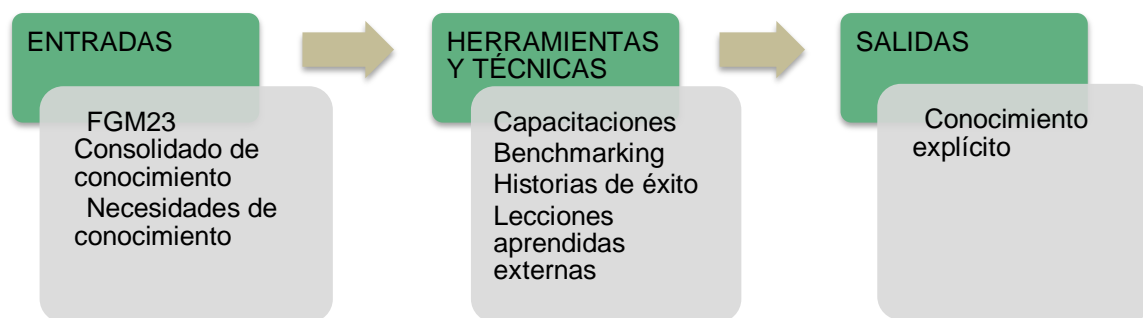 ENTRADAS
FGM23
Consolidado de
conocimiento
Necesidades de
conocimiento
HERRAMIENTAS
Y TÉCNICAS
Capacitaciones
Benchmarking
Historias de éxito
Lecciones
aprendidas
externas
SALIDAS
Conocimiento
explícito